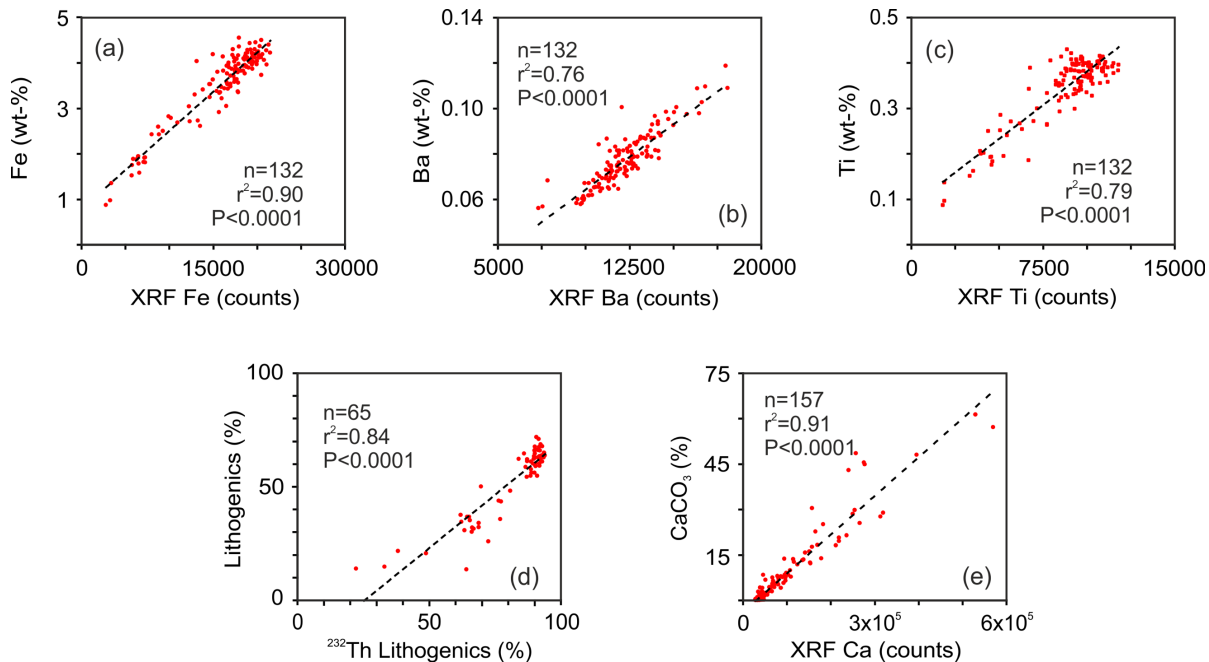 (a)
Fe (wt-%)
5
3
1
n=132
r²=0.90
P<0.0001
0 15000 30000
XRF Fe (counts)
Ba (wt-%)
0.14
0.10
0.06
n=132
r²=0.76
P<0.0001
(b)
5000 12500 20000
XRF Ba (counts)
(c)
Ti (wt-%)
0.5
0.3
0.1
n=132
r²=0.79
P<0.0001
0 7500 15000
XRF Ti (counts)
Lithogenics (%)
100
50
0
n=65
r²=0.84
P<0.0001
(d)
0 50 100
²³²Th Lithogenics (%)
CaCO₃ (%)
75
45
15
n=157
r²=0.91
P<0.0001
(e)
0 3x10⁵ 6x10⁵
XRF Ca (counts)